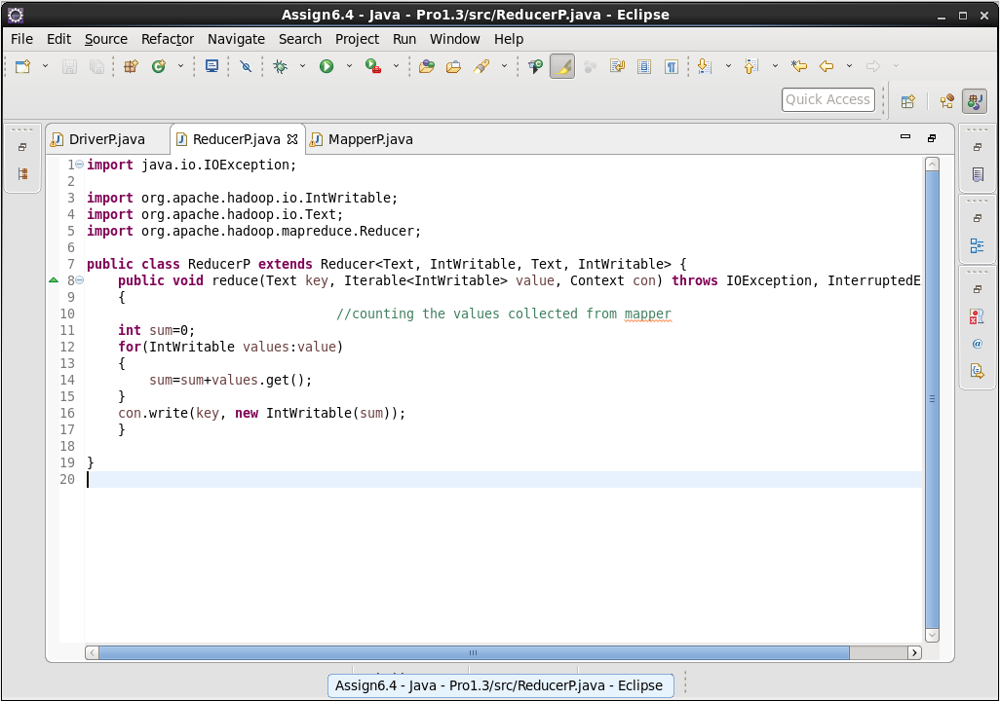 Assign6.4 - Java - Pro1.3/src/ReducerP.java - Eclipse
File Edit Source Refactor Navigate Search Project Run Window Help
Quick Access
DriverP.java ReducerP.java MapperP.java
1 import java.io.IOException;
2
3 import org.apache.hadoop.io.IntWritable;
4 import org.apache.hadoop.io.Text;
5 import org.apache.hadoop.mapreduce.Reducer;
6
7 public class ReducerP extends Reducer<Text, IntWritable, Text, IntWritable> {
8 public void reduce(Text key, Iterable<IntWritable> value, Context con) throws IOException, InterruptedE
9 {
10 //counting the values collected from mapper
11 int sum=0;
12 for(IntWritable values:value)
13 {
14 sum=sum+values.get();
15 }
16 con.write(key, new IntWritable(sum));
17 }
18
19 }
20
Assign6.4 - Java - Pro1.3/src/ReducerP.java - Eclipse